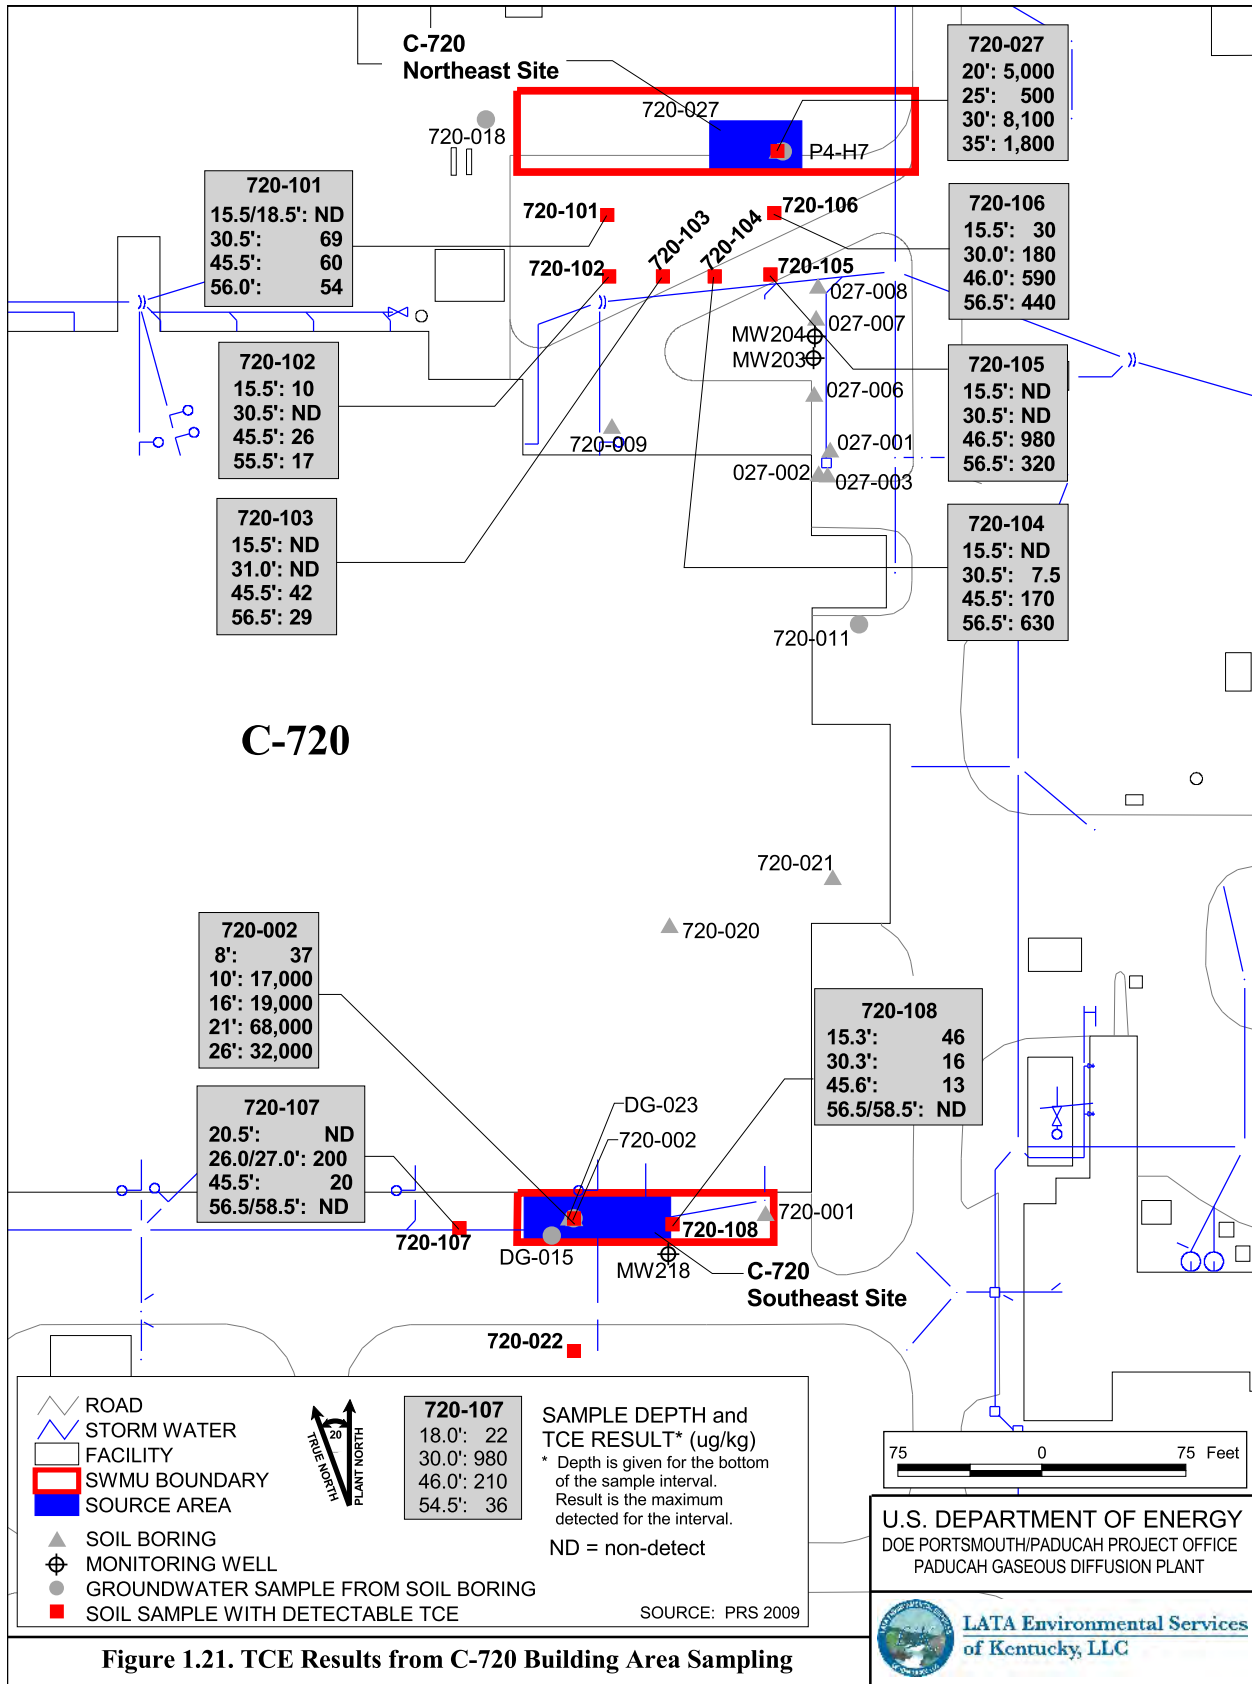 C-720
Northeast Site
720-027
20': 5,000
25': 500
30': 8,100
35': 1,800
720-027
720-018
P4-H7
720-101
15.5/18.5': ND
30.5': 69
45.5': 60
56.0': 54
720-101
720-106
720-103
720-104
720-106
15.5': 30
30.0': 180
46.0': 590
56.5': 440
720-102
720-105
027-008
027-007
MW204
MW203
720-102
15.5': 10
30.5': ND
45.5': 26
55.5': 17
720-105
15.5': ND
30.5': ND
46.5': 980
56.5': 320
027-006
720-009
027-001
027-002
027-003
720-103
15.5': ND
31.0': ND
45.5': 42
56.5': 29
720-104
15.5': ND
30.5': 7.5
45.5': 170
56.5': 630
720-011
C-720
720-021
720-020
720-002
8': 37
10': 17,000
16': 19,000
21': 68,000
26': 32,000
720-108
15.3': 46
30.3': 16
45.6': 13
56.5/58.5': ND
720-107
20.5': ND
26.0/27.0': 200
45.5': 20
56.5/58.5': ND
DG-023
720-002
720-001
720-107
720-108
DG-015
MW218
C-720
Southeast Site
720-022
ROAD
STORM WATER
FACILITY
SWMU BOUNDARY
SOURCE AREA
SOIL BORING
MONITORING WELL
GROUNDWATER SAMPLE FROM SOIL BORING
SOIL SAMPLE WITH DETECTABLE TCE
20
TRUE NORTH
PLANT NORTH
720-107
18.0': 22
30.0': 980
46.0': 210
54.5': 36
SAMPLE DEPTH and
TCE RESULT* (ug/kg)
* Depth is given for the bottom
of the sample interval.
Result is the maximum
detected for the interval.
ND = non-detect
SOURCE: PRS 2009
75 0 75 Feet
U.S. DEPARTMENT OF ENERGY
DOE PORTSMOUTH/PADUCAH PROJECT OFFICE
PADUCAH GASEOUS DIFFUSION PLANT
LATA Environmental Services
of Kentucky, LLC
Figure 1.21. TCE Results from C-720 Building Area Sampling